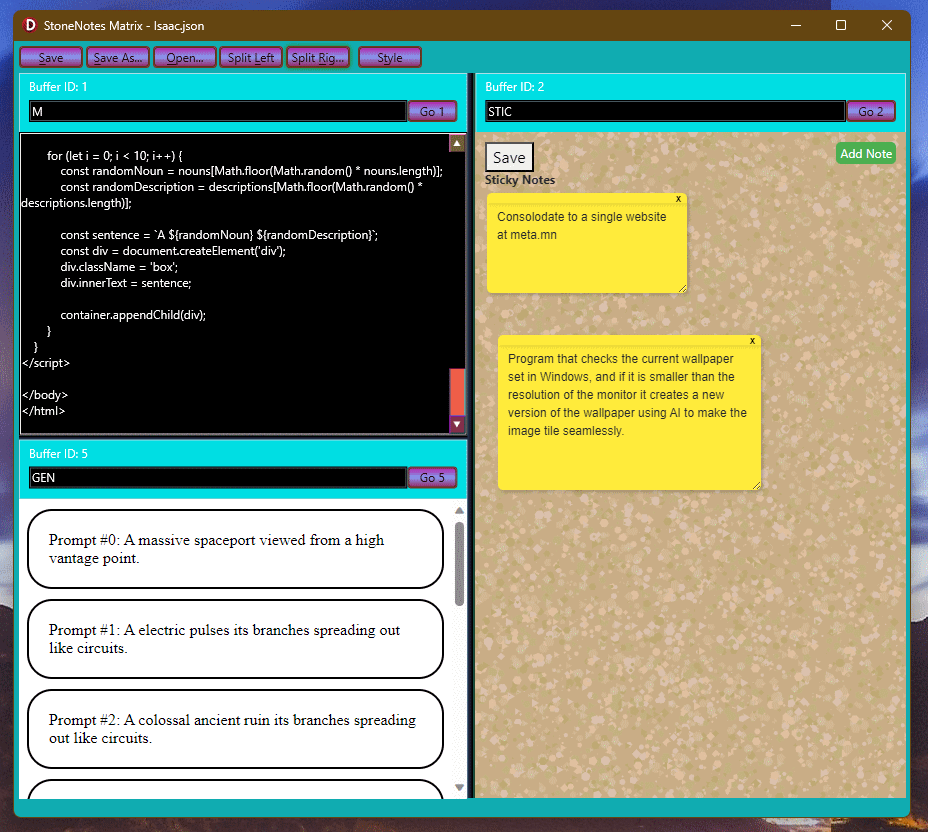 StoneNotes Matrix - Isaac.json
Save
Save As...
Open...
Split Left
Split Rig...
Style
Buffer ID: 1
M
Go 1
for (let i = 0; i < 10; i++) {
const randomNoun = nouns[Math.floor(Math.random() * nouns.length)];
const randomDescription = descriptions[Math.floor(Math.random() *
descriptions.length)];
const sentence = `A ${randomNoun} ${randomDescription}`;
const div = document.createElement('div');
div.className = 'box';
div.innerText = sentence;
container.appendChild(div);
}
}
</script>
</body>
</html>
Buffer ID: 5
GEN
Go 5
Prompt #0: A massive spaceport viewed from a high
vantage point.
Prompt #1: A electric pulses its branches spreading out
like circuits.
Prompt #2: A colossal ancient ruin its branches spreading
out like circuits.
Buffer ID: 2
STIC
Go 2
Save
Add Note
Sticky Notes
x
Consolodate to a single website
at meta.mn
x
Program that checks the current wallpaper
set in Windows, and if it is smaller than the
resolution of the monitor it creates a new
version of the wallpaper using AI to make the
image tile seamlessly.